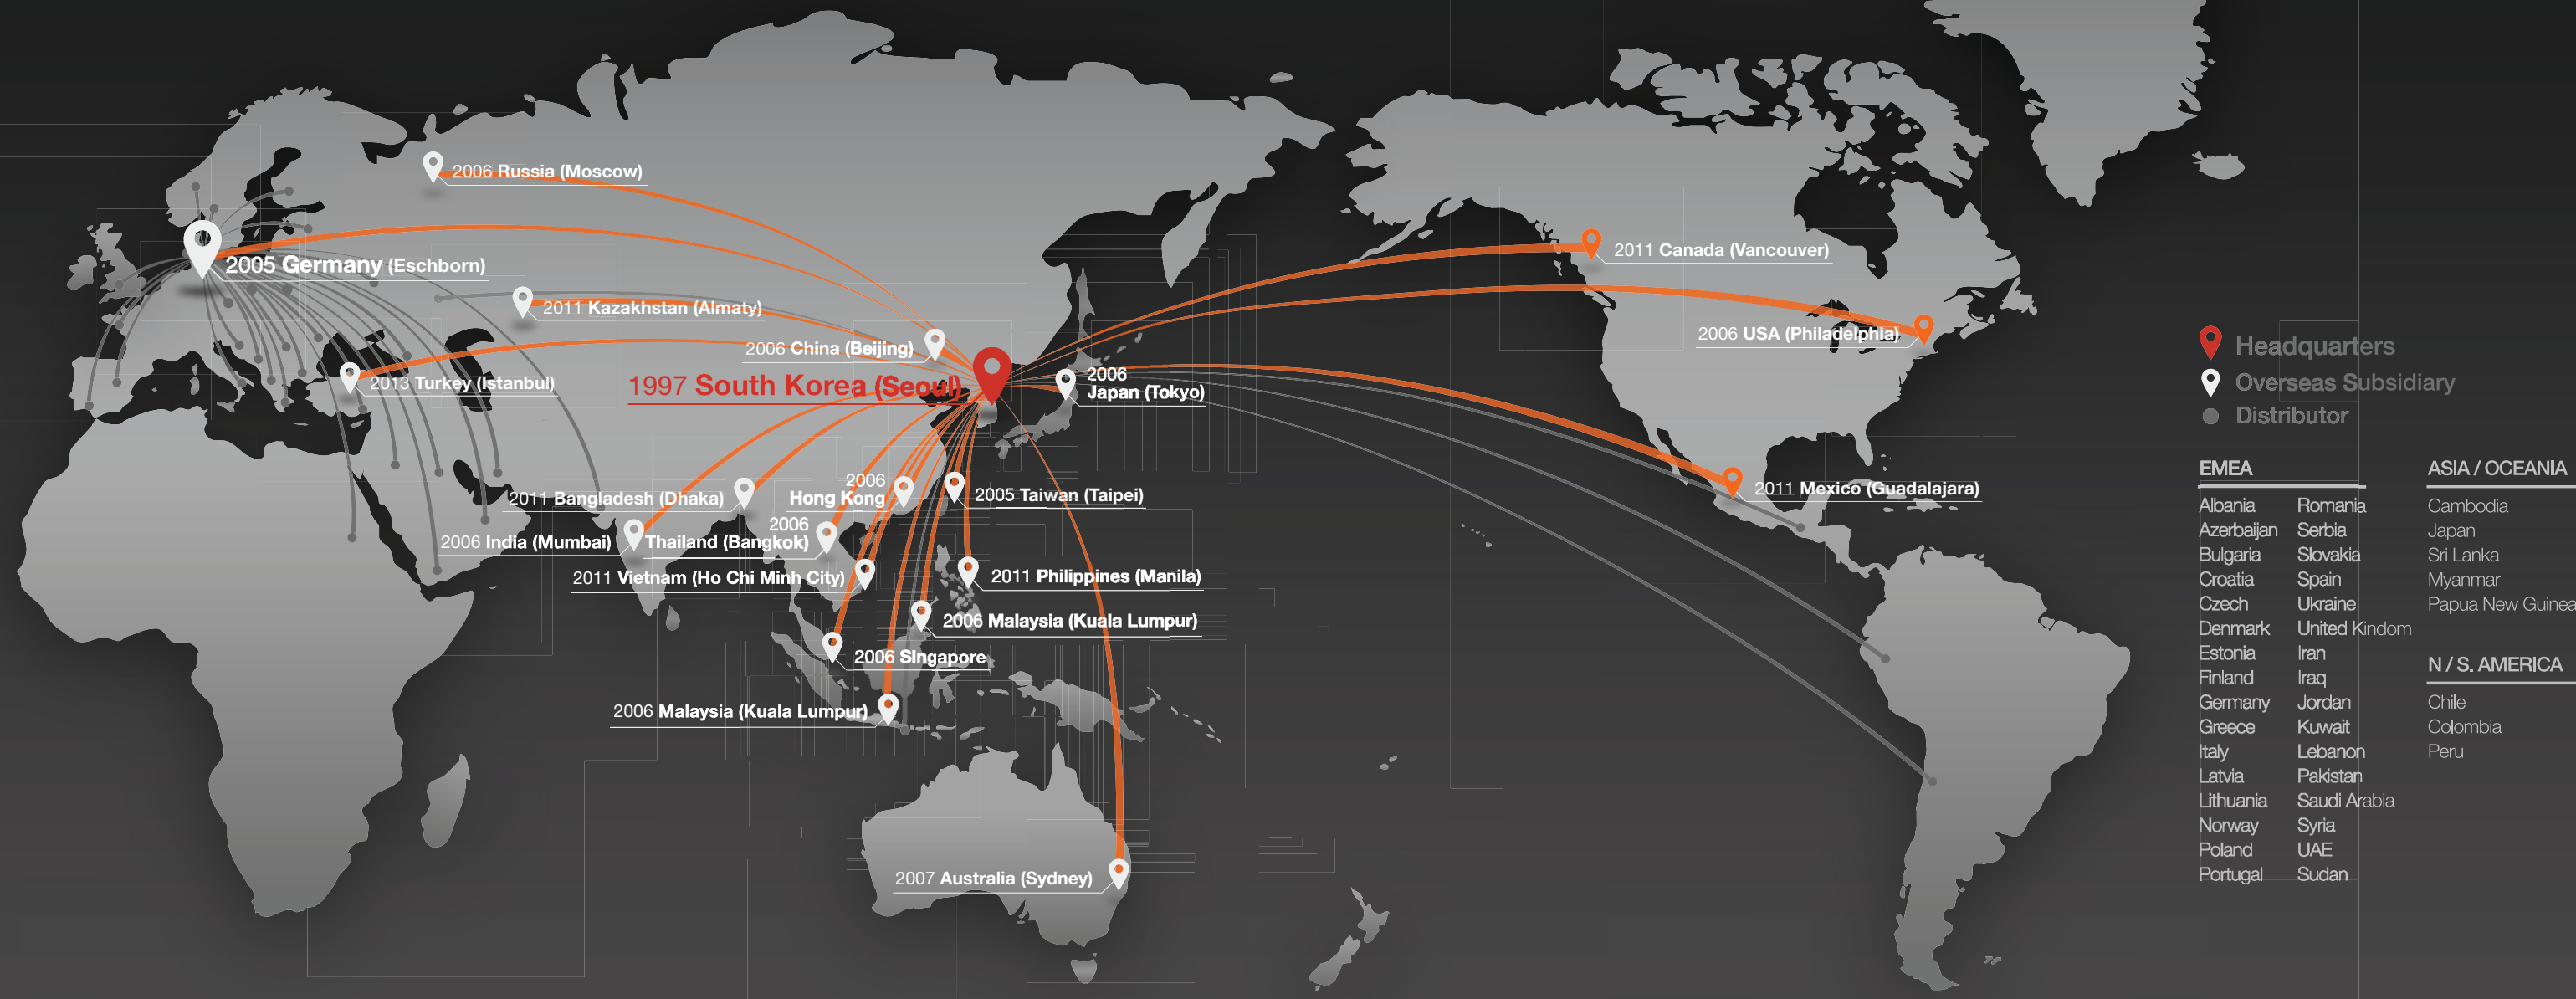 2006 Russia (Moscow)
2005 Germany (Eschborn)
2011 Kazakhstan (Almaty)
2006 China (Beijing)
2013 Turkey (Istanbul)
1997 South Korea (Seoul)
2006
Japan (Tokyo)
2011 Canada (Vancouver)
2006 USA (Philadelphia)
2011 Mexico (Guadalajara)
2011 Bangladesh (Dhaka)
2006
Hong Kong
2005 Taiwan (Taipei)
2006 India (Mumbai)
2006
Thailand (Bangkok)
2011 Vietnam (Ho Chi Minh City)
2011 Philippines (Manila)
2006 Malaysia (Kuala Lumpur)
2006 Singapore
2006 Malaysia (Kuala Lumpur)
2007 Australia (Sydney)
Headquarters
Overseas Subsidiary
Distributor
EMEA
Albania
Azerbaijan
Bulgaria
Croatia
Czech
Denmark
Estonia
Finland
Germany
Greece
Italy
Latvia
Lithuania
Norway
Poland
Portugal
Romania
Serbia
Slovakia
Spain
Ukraine
United Kindom
Iran
Iraq
Jordan
Kuwait
Lebanon
Pakistan
Saudi Arabia
Syria
UAE
Sudan
ASIA / OCEANIA
Cambodia
Japan
Sri Lanka
Myanmar
Papua New Guinea
N / S. AMERICA
Chile
Colombia
Peru